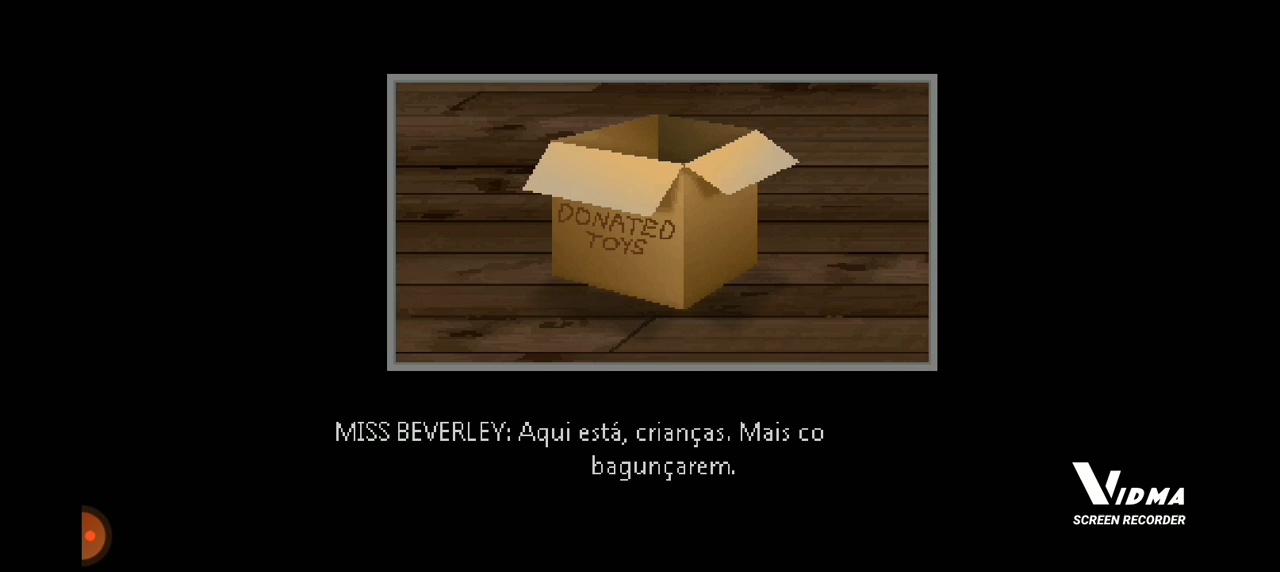 DONATED
TOYS
MISS BEVERLEY: Aqui está, crianças. Mais co
bagunçarem.
VIDMA
SCREEN RECORDER